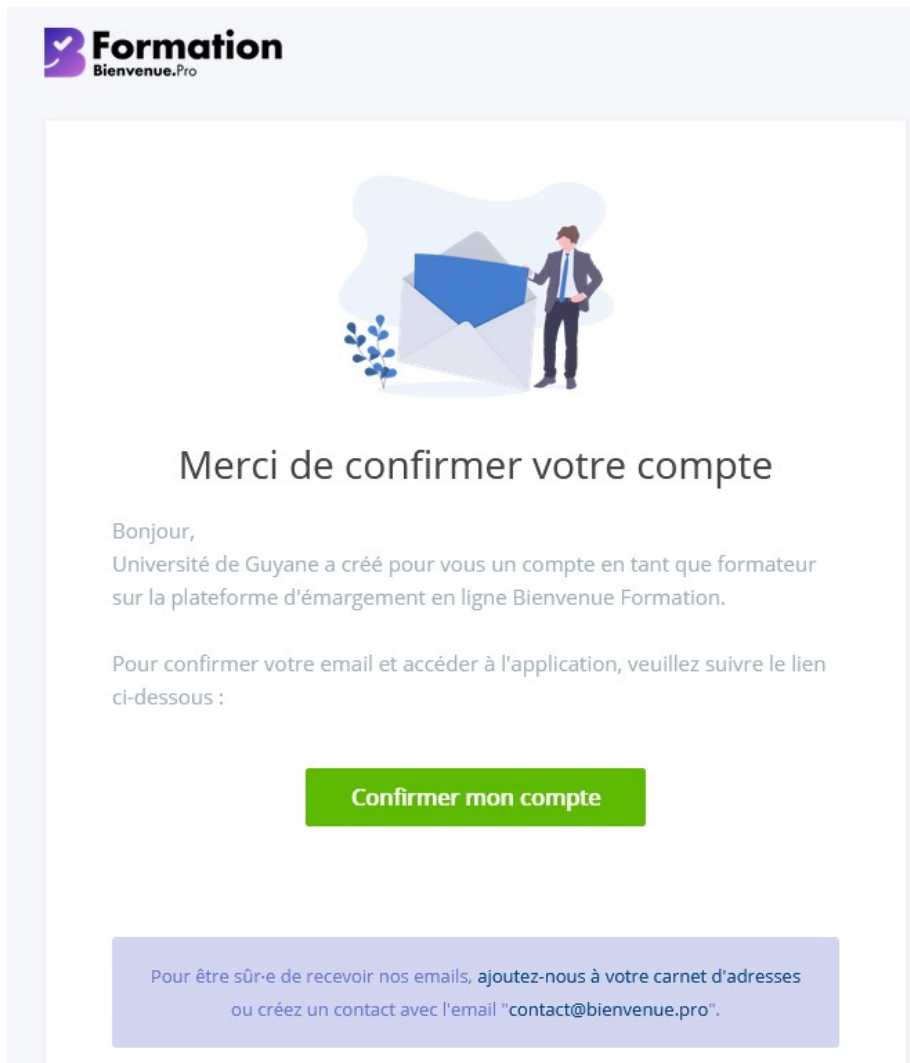 Formation
Bienvenue.Pro
Merci de confirmer votre compte
Bonjour,
Université de Guyane a créé pour vous un compte en tant que formateur
sur la plateforme d'émargement en ligne Bienvenue Formation.
Pour confirmer votre email et accéder à l'application, veuillez suivre le lien
ci-dessous :
Confirmer mon compte
Pour être sûr·e de recevoir nos emails, ajoutez-nous à votre carnet d'adresses
ou créez un contact avec l'email "contact@bienvenue.pro".